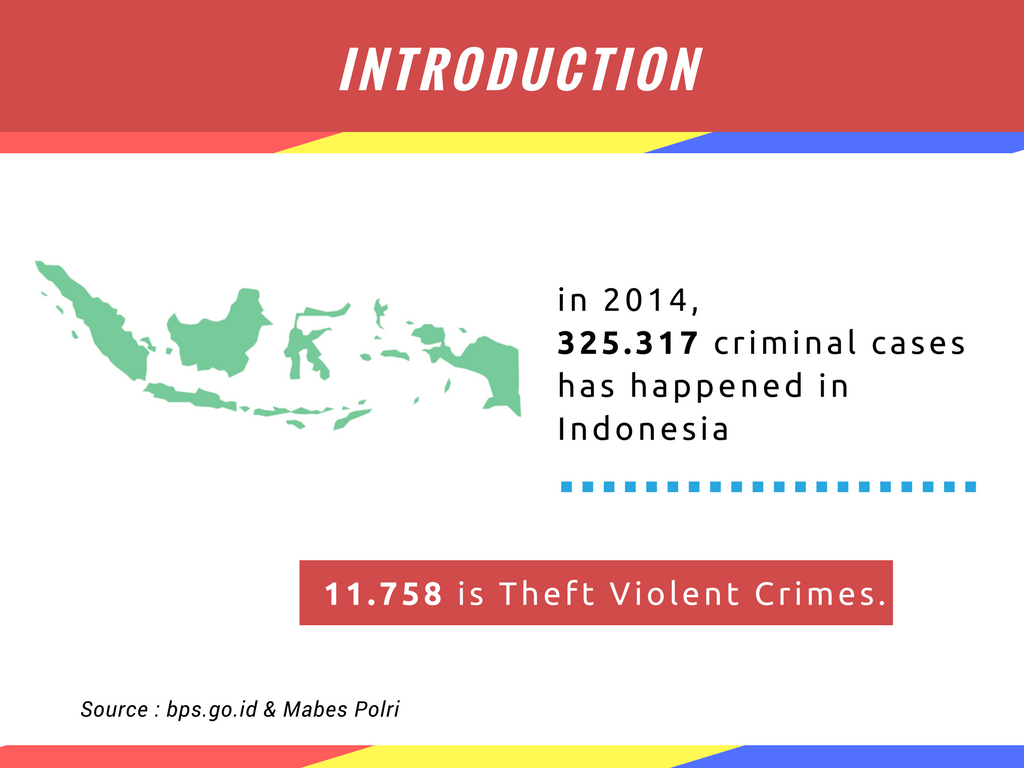 INTRODUCTION
in 2014,
325.317 criminal cases
has happened in
Indonesia
11.758 is Theft Violent Crimes.
Source : bps.go.id & Mabes Polri